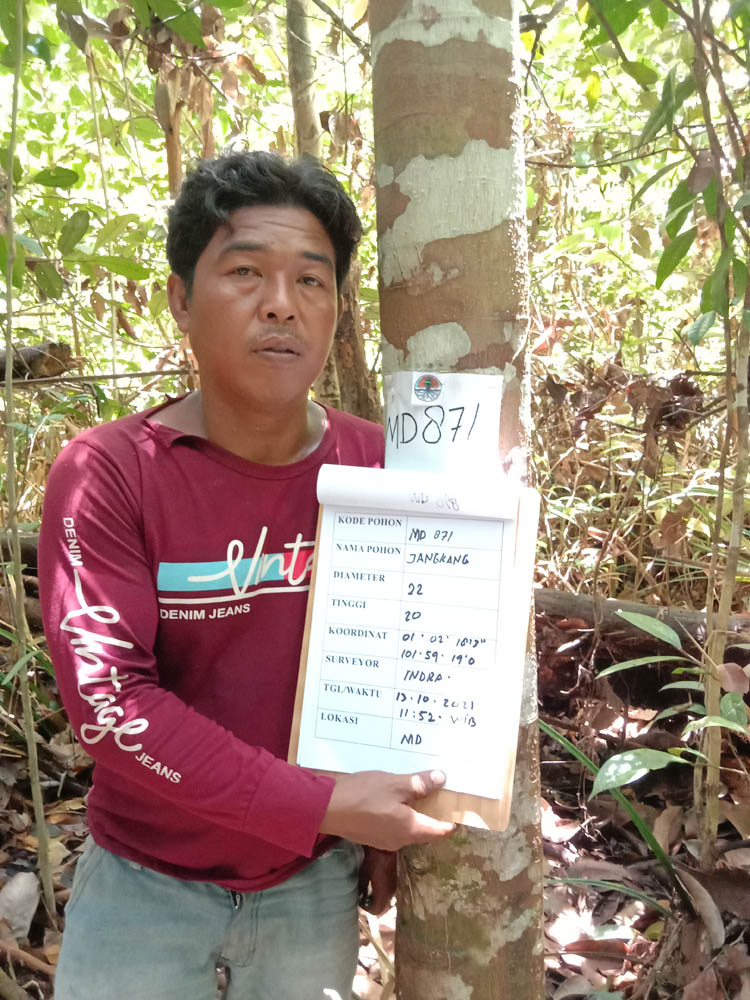 MD 871
KODE POHON MD 871
NAMA POHON JANGKANG
DIAMETER 22
TINGGI 20
KOORDINAT 01° 02' 18.2"
101.59.19.0
SURVEYOR INDRA.
TGL/WAKTU 13.10.2021
11:52. WIB
LOKASI MD
Vintage
DENIM JEANS
DENIM
Vintage
JEANS